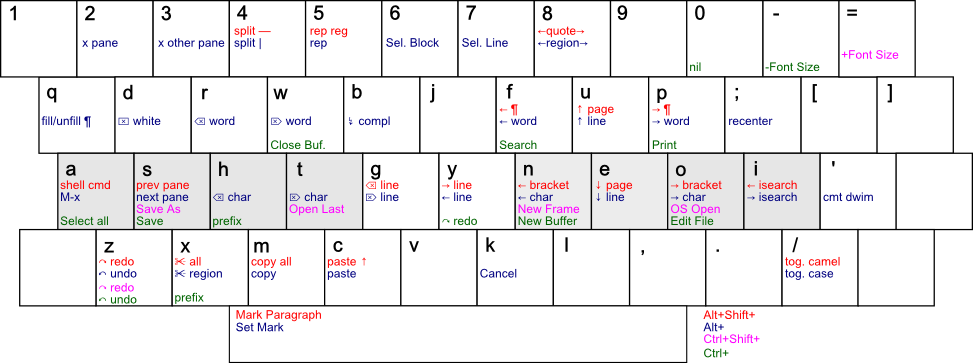 1 2 3 4 5 6 7 8 9 0 - =
split — rep reg ←quote→
x pane x other pane split | rep Sel. Block Sel. Line ←region→
+Font Size
nil -Font Size
q d r w b j f u p ; [ ]
← ¶ ↑ page → ¶
fill/unfill ¶ ⌧ white ⌫ word ⌦ word ↯ compl ← word ↑ line → word recenter
Close Buf. Search Print
a s h t g y n e o i '
shell cmd prev pane ⌫ line → line ← bracket ↓ page → bracket ← isearch
M-x next pane ⌫ char ⌦ char ⌦ line ← line ← char ↓ line → char → isearch cmt dwim
Save As Open Last New Frame OS Open
Select all Save prefix ↷ redo New Buffer Edit File
z x m c v k l , . /
↷ redo ✂ all copy all paste ↑ tog. camel
↶ undo ✂ region copy paste Cancel tog. case
↷ redo
↶ undo prefix
Mark Paragraph Alt+Shift+
Set Mark Alt+
Ctrl+Shift+
Ctrl+